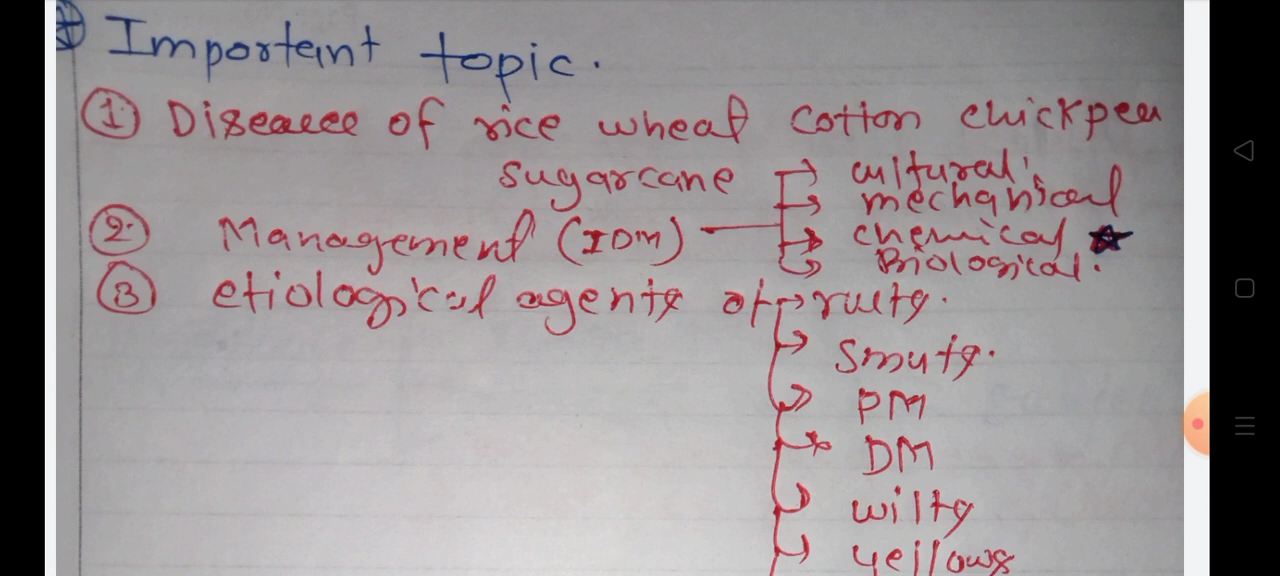 Important topic.
① Diseases of rice wheat cotton chickpea
sugarcane → cultural
→ mechanical
② Management (IDM) → chemical ★
→ Biological.
③ etiological agents of → rusts.
→ smuts.
→ PM
→ DM
→ wilts
→ yellows